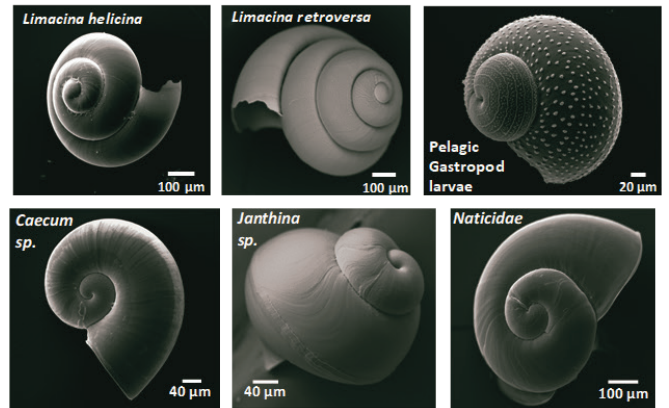 Limacina helicina
100 µm
Limacina retroversa
100 µm
Pelagic
Gastropod
larvae
20 µm
Caecum
sp.
40 µm
Janthina
sp.
40 µm
Naticidae
100 µm